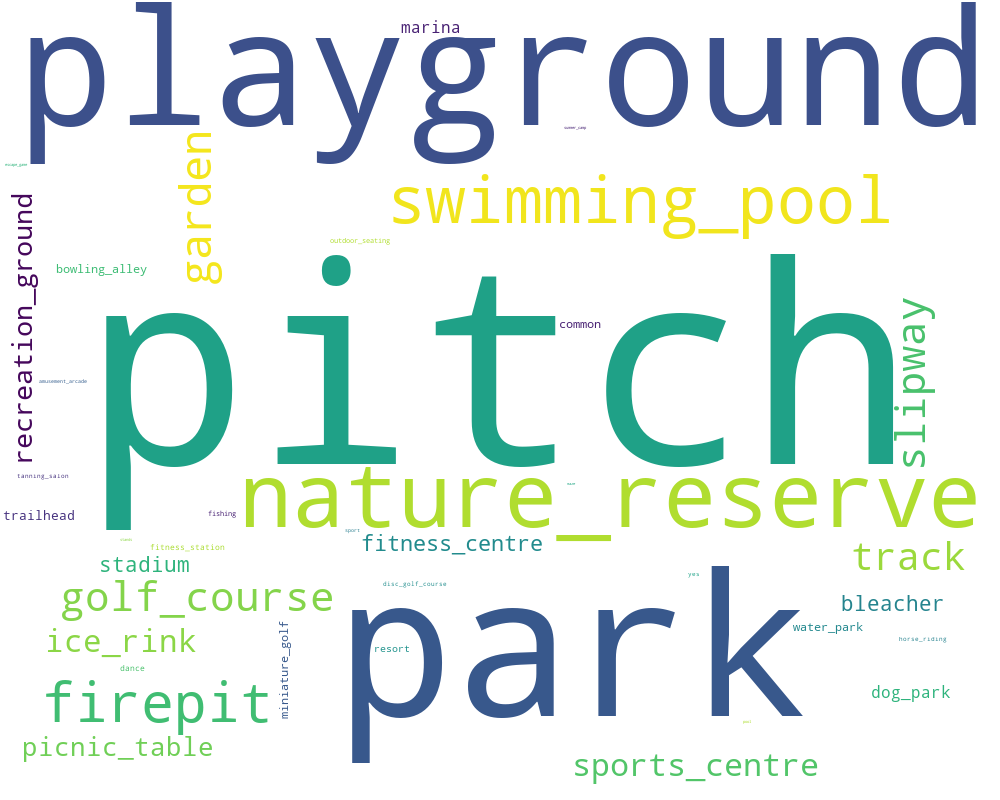 playground
marina
summer_camp
garden
escape_game
swimming_pool
recreation_ground
outdoor_seating
bowling_alley
pitch
common
slipway
amusement_arcade
nature_reserve
tanning_salon
trailhead
fishing
sport
fitness_centre
fitness_station
track
stadium
yes
park
disc_golf_course
golf_course
bleacher
miniature_golf
water_park
ice_rink
horse_riding
resort
dance
firepit
dog_park
picnic_table
sports_centre